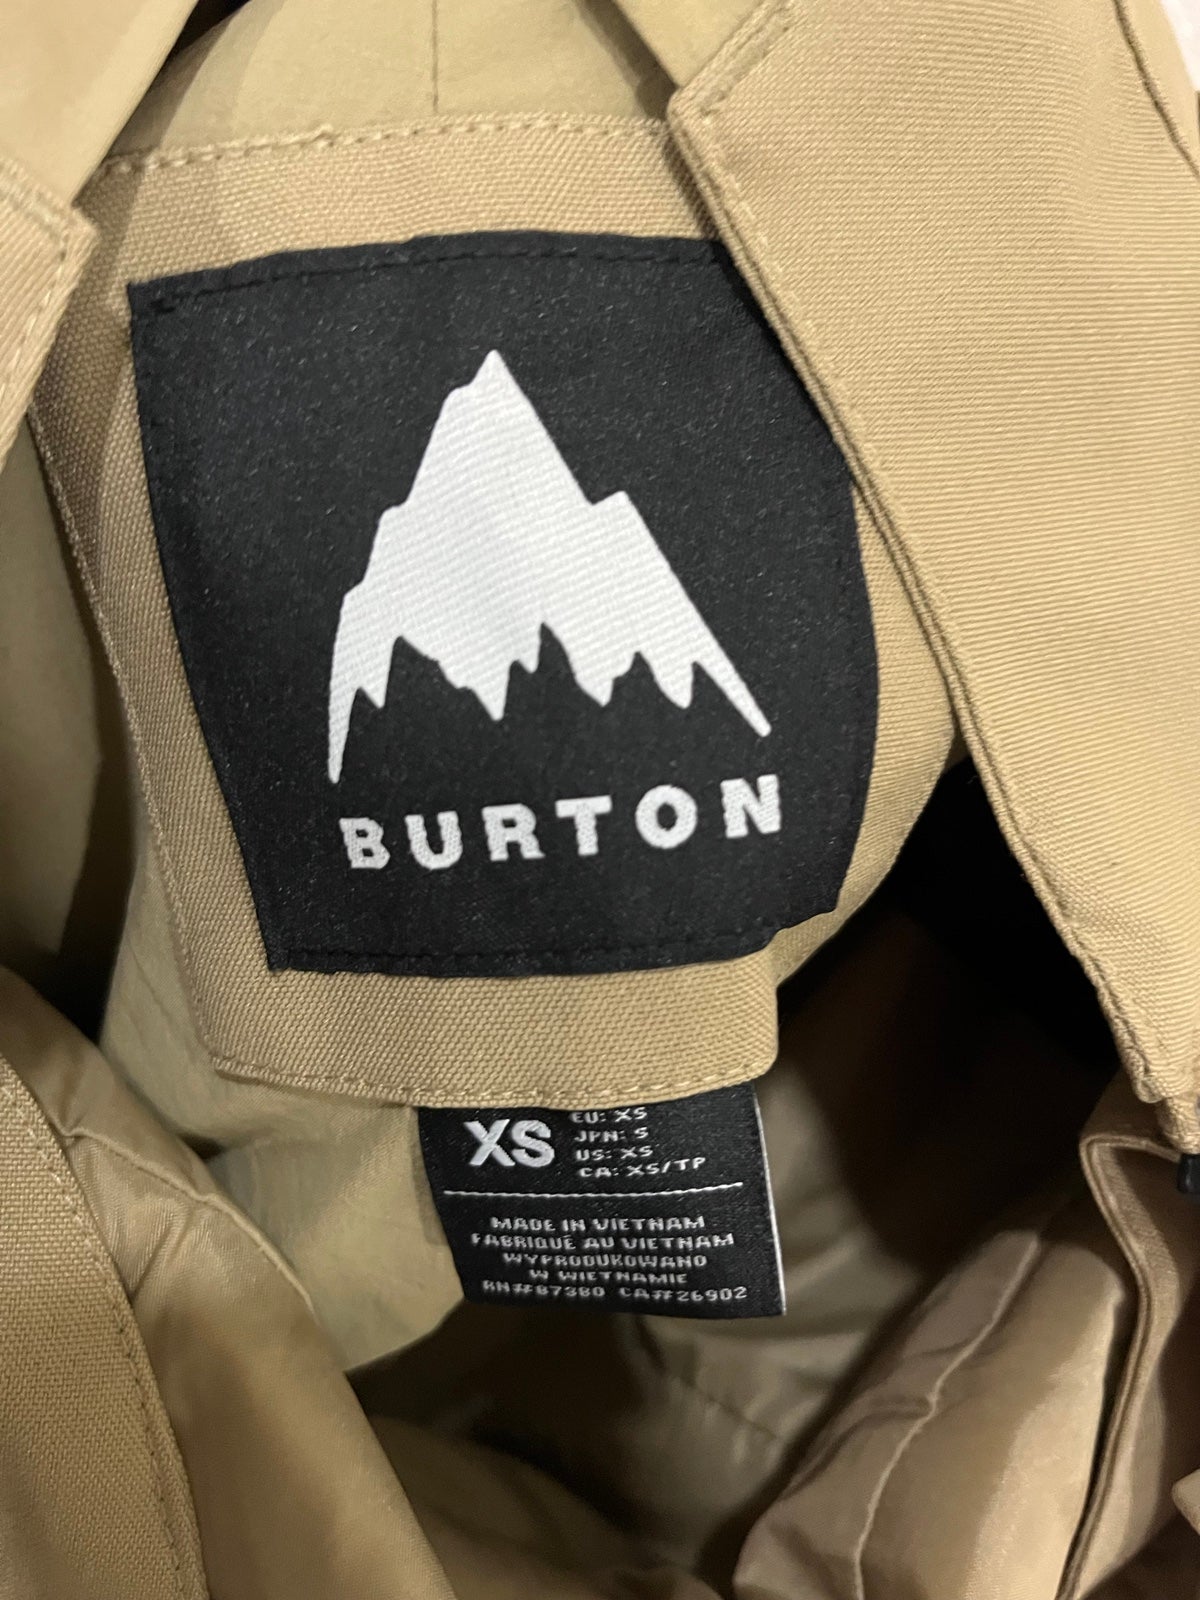 BURTON
XS
EU: XS
JPN: S
US: XS
CA: XS/TP
MADE IN VIETNAM
FABRIQUÉ AU VIETNAM
WYPRODUKOWANO
W WIETNAMIE
RN##87380 CA##26902